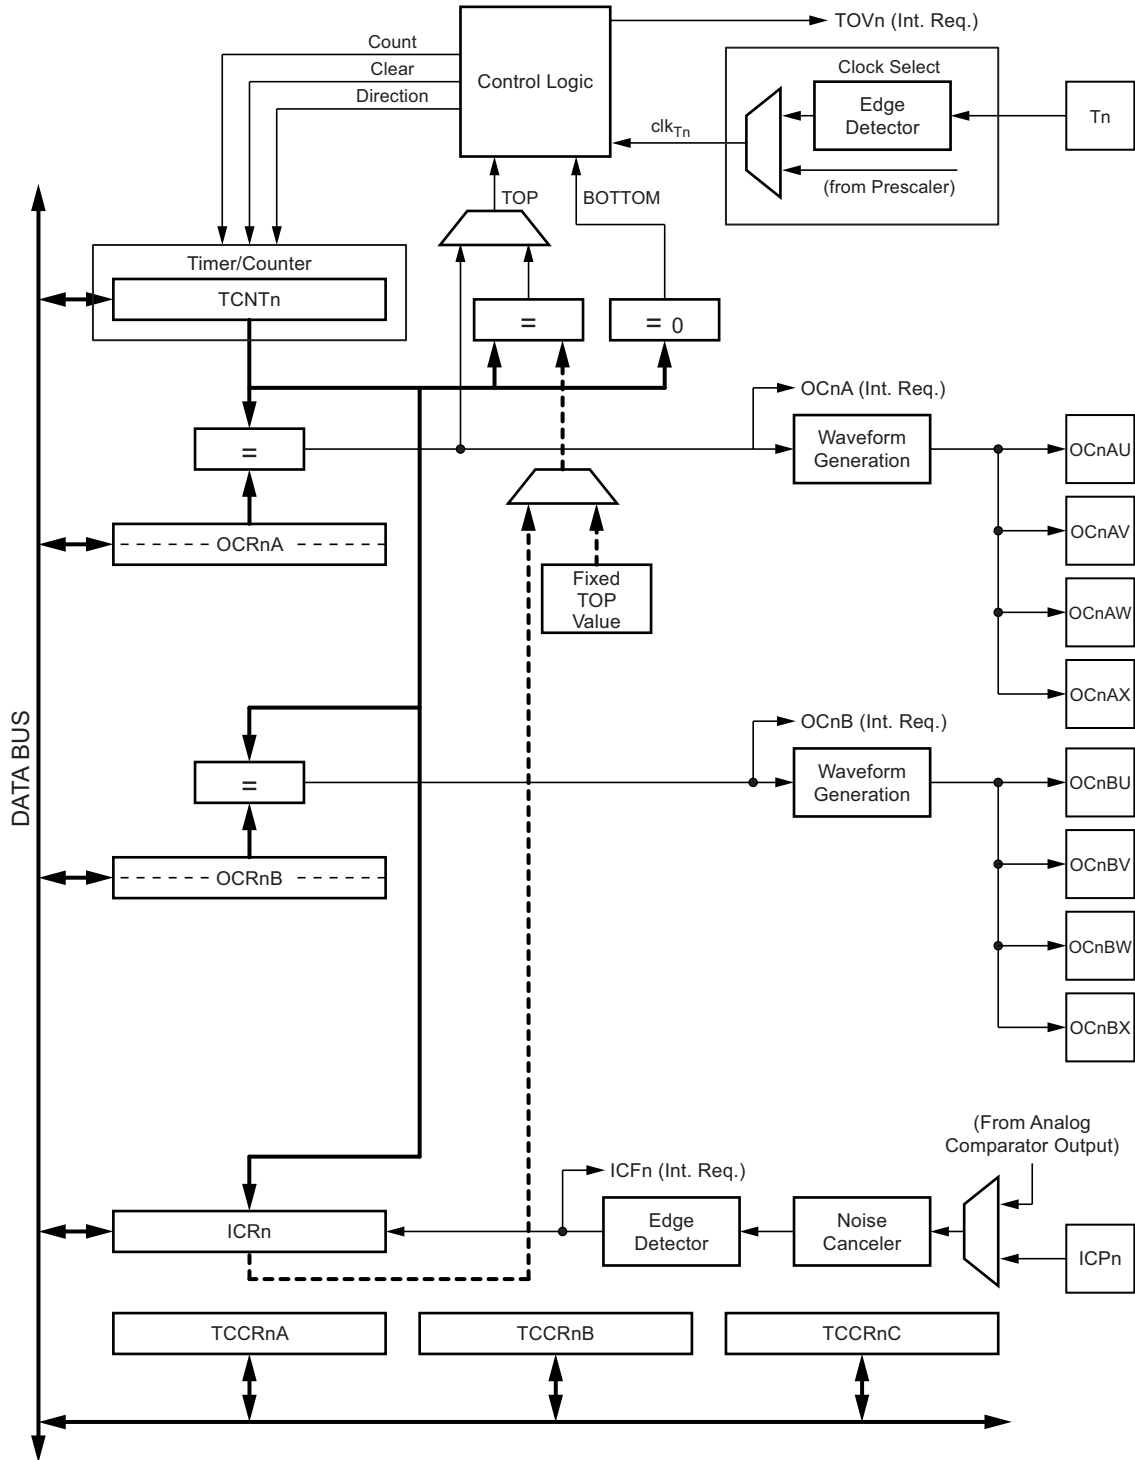 TOVn (Int. Req.)
Count
Clear
Direction
Control Logic
Clock Select
Edge
Detector
Tn
clkTn
(from Prescaler)
TOP
BOTTOM
Timer/Counter
TCNTn
=
= 0
OCnA (Int. Req.)
=
Waveform
Generation
OCnAU
OCnAV
OCnAW
OCnAX
OCRnA
Fixed
TOP
Value
DATA BUS
OCnB (Int. Req.)
=
Waveform
Generation
OCnBU
OCnBV
OCnBW
OCnBX
OCRnB
(From Analog
Comparator Output)
ICFn (Int. Req.)
ICRn
Edge
Detector
Noise
Canceler
ICPn
TCCRnA
TCCRnB
TCCRnC